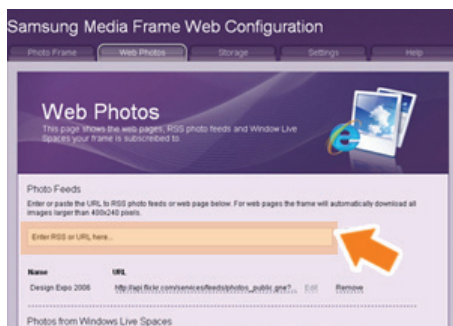 Samsung Media Frame Web Configuration
Photo Frame Web Photos Storage Settings Help
Web Photos
This page shows the web pages, RSS photo feeds and Window Live
Spaces your frame is subscreibed to.
Photo Feeds
Enter or paste the URL to RSS photo feeds or web page below. For web pages the frame will automatically download all
images larger than 400x240 pixels.
Enter RSS or URL here...
Name URL
Design Expo 2006 http://api.flickr.com/services/feeds/photos_public.gne?... Edit Remove
Photos from Windows Live Spaces